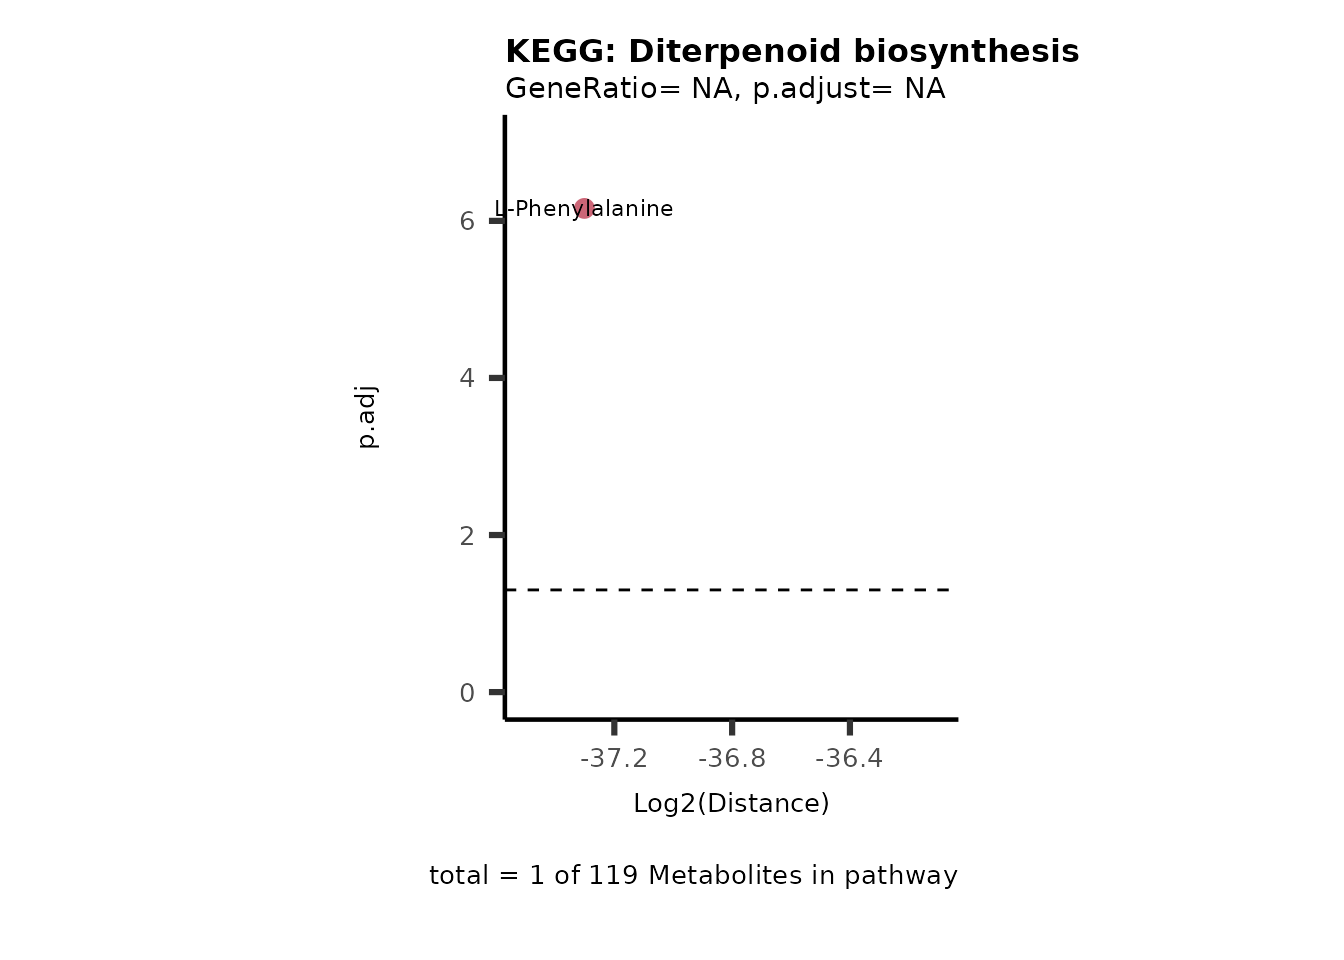 KEGG: Diterpenoid biosynthesis
GeneRatio= NA, p.adjust= NA
L-Phenylalanine
6
4
2
0
p.adj
-37.2 -36.8 -36.4
Log2(Distance)
total = 1 of 119 Metabolites in pathway